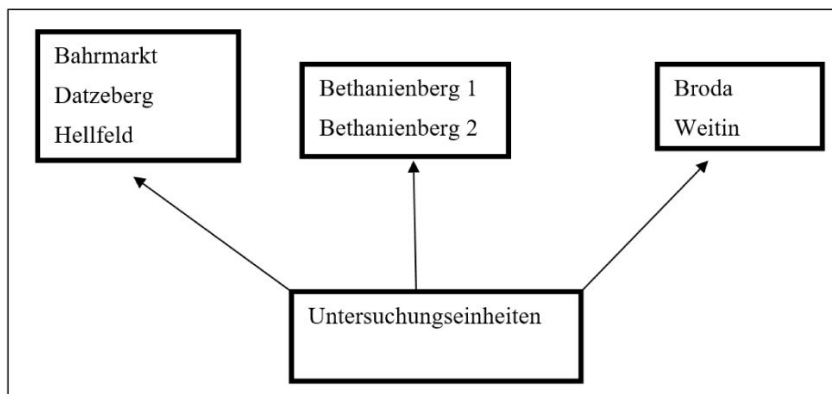 Bahrmarkt
Datzeberg
Hellfeld
Bethanienberg 1
Bethanienberg 2
Broda
Weitin
Untersuchungseinheiten